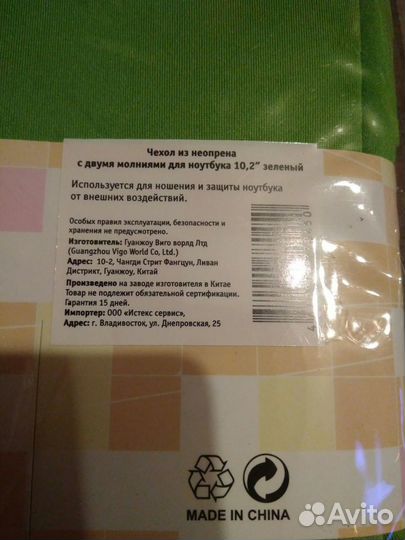 Чехол из неопрена
с двумя молниями для ноутбука 10,2" зеленый
Используется для ношения и защиты ноутбука
от внешних воздействий.
Особых правил эксплуатации, безопасности и
хранения не предусмотрено.
Изготовитель: Гуанжоу Виго ворлд Лтд
(Guangzhou Vigo World Co, Ltd.)
Адрес: 10-2, Чангди Стрит Фангцун, Ливан
Дистрикт, Гуанжоу, Китай
Произведено на заводе изготовителя в Китае
Товар не подлежит обязательной сертификации.
Гарантия 15 дней.
Импортер: ООО «Истекс сервис»,
Адрес: г. Владивосток, ул. Днепровская, 25
MADE IN CHINA
Avito